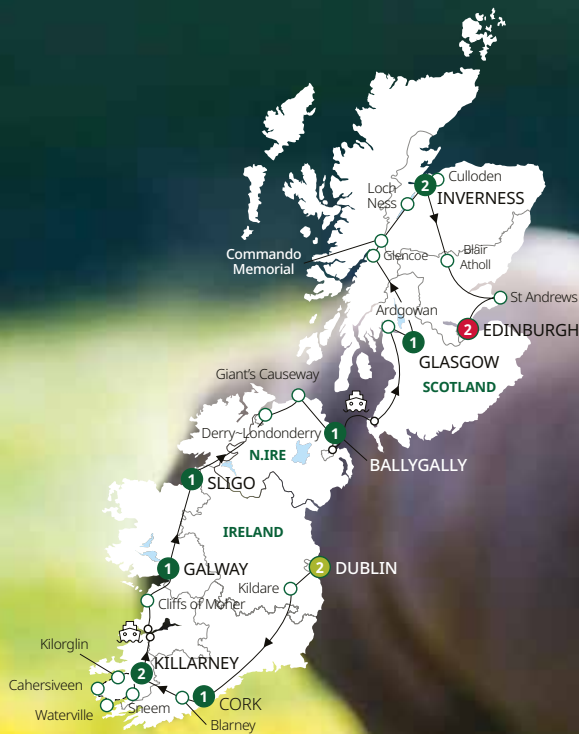 Culloden
Loch
Ness
2
INVERNESS
Commando
Memorial
Glencoe
Blair
Atholl
St Andrews
Ardgowan
2
EDINBURGH
1
GLASGOW
SCOTLAND
Giant's Causeway
Derry~Londonderry
1
N.IRE
BALLYGALLY
1
SLIGO
IRELAND
1
GALWAY
2
DUBLIN
Kildare
Cliffs of Moher
Kilorglin
KILLARNEY
2
Cahersiveen
Sneem
1
CORK
Waterville
Blarney